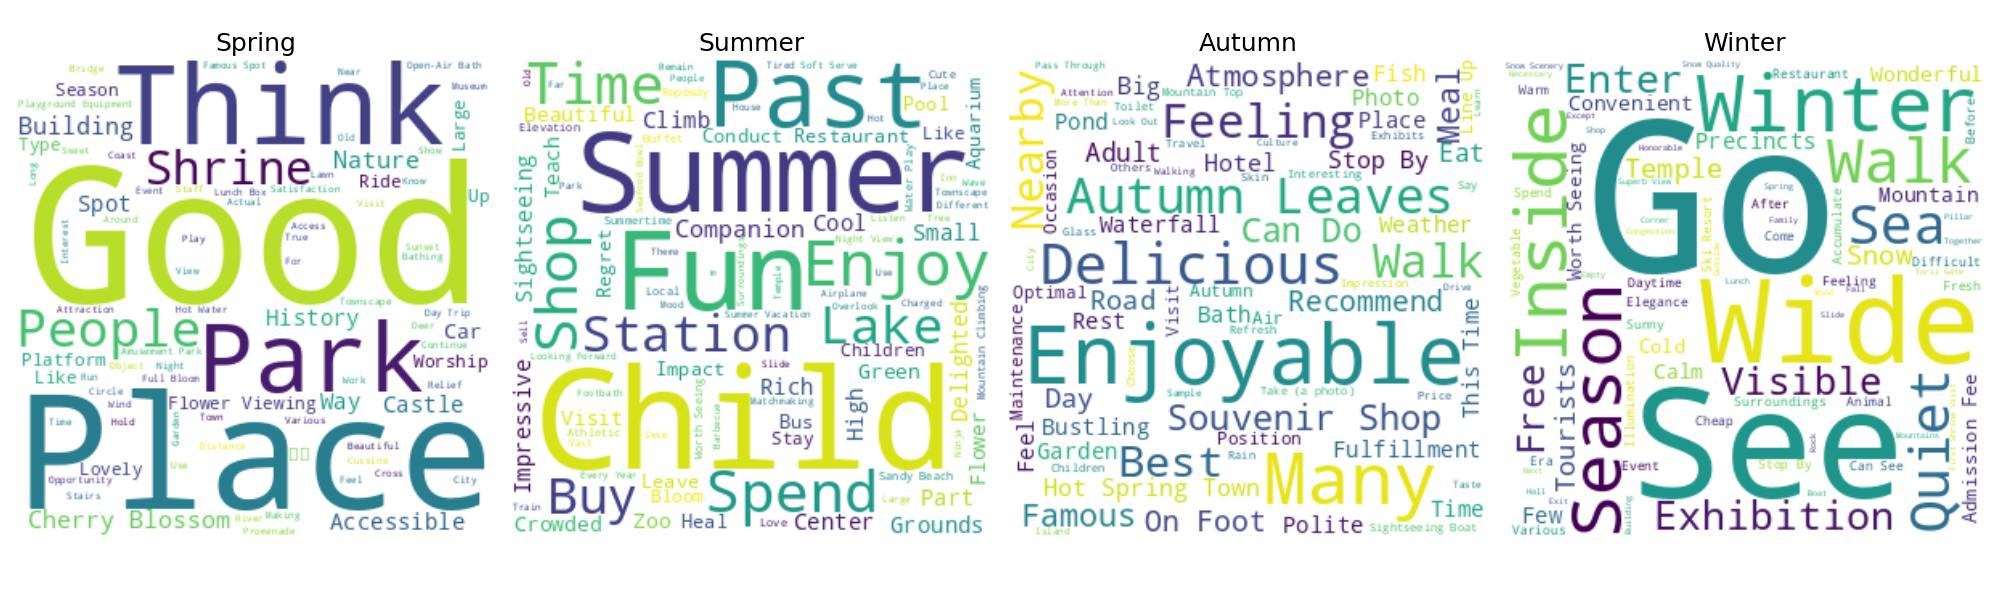 Spring
Bridge
Famous Spot
Near
Open-Air Bath
Season
Think
Museum
Playground Equipment
Building
Large
Type
Sweet
Old
Coast
Show
Shrine
Nature
Long
Lawn
Ride
Know
Event
Staff
Lunch Box
Satisfaction
Up
Spot
Actual
Visit
Good
Around
Access
Interest
Play
True
Sunset
For
Bathing
View
Townscape
Attraction
Hot Water
Day Trip
People
History
Deer
Car
Park
Continue
Platform
Amusement Park
Worship
Object
Night
Like
Run
Full Bloom
Work
Relief
Circle
Flower Viewing
Way
Castle
Wind
Place
Time
Hold
Town
Various
Garden
Distance
Beautiful
Lovely
Cuisine
Use
Cross
Opportunity
Feel
City
Stairs
Cherry Blossom
River
Making
Accessible
Promenade
Summer
Old
Time
Remain
Tired
Soft Serve
Past
Cute
Far
People
Place
Ropeway
House
Pool
Aquarium
Beautiful
Climb
Hot
Elevation
Buffet
Conduct
Restaurant
Like
Summer
Teach
Seafood Bowl
Water Play
Sightseeing
Park
Inn
Wave
Townscape
Different
Summertime
Shop
Companion
Cool
Listen
Tree
Regret
Fun
Night View
Small
Theme
Surroundings
Temple
Enjoy
Use
Local
Airplane
Mood
Overlook
Charged
Summer Vacation
Station
Lake
Mountain Climbing
Sell
Delighted
Looking Forward
Children
Impact
Slide
Green
Impressive
Child
Footbath
Rich
Matchmaking
High
Visit
Worth Seeing
Barbecue
Bus
Athletic
Vast
Swim
Stay
Ninja
Flower
Every Year
Spend
Sandy Beach
Buy
Leave
Bloom
Large
Part
Train
Crowded
Zoo
Heal
Love
Center
Grounds
Autumn
Pass Through
Atmosphere
Fish
Meal
Line Up
Attention
Big
Mountain Top
Photo
Learn
More Than
Toilet
Nearby
Pond
Look Out
Feeling
Place
Exhibits
Travel
Culture
Adult
Hotel
Stop By
Eat
Others
Walking
Occasion
Skin
Interesting
Autumn Leaves
Say
Glass
Waterfall
Can Do
Weather
City
Delicious
Walk
Impression
Optimal
Road
Visit
Autumn
Recommend
Drive
Rest
Bath
Air
This Time
Refresh
Maintenance
Enjoyable
Choose
Sample
Take (a photo)
Price
Day
Souvenir Shop
Feel
Bustling
Position
Garden
Rain
Fulfillment
Children
Best
Taste
Hot Spring Town
Many
Famous
On Foot
Polite
Time
Island
Sightseeing Boat
Winter
Snow Scenery
Snow Quality
Necessary
Enter
Restaurant
Wonderful
Warm
Convenient
Winter
Before
Except
Shop
Inside
Honorable
Precincts
Worth Seeing
Temple
Walk
Superb View
Spend
Go
Spring
Accumulate
Mountain
After
Corner
Family
Sea
Pillar
Congestion
Ski Resort
Come
Together
Outside
Snow
Difficult
Vegetable
Empty
Torii Gate
Daytime
Lunch
Feeling
Fresh
Season
Elegance
Wide
Fall
Sunny
Slide
Cold
Calm
Visible
Free
Tourists
Illumination
See
Surroundings
Animal
Quiet
Admission Fee
Cheap
Rock
Mountains
Era
Event
Stop By
Can See
Next
Hall
Boat
Exit
Few
Building
Exhibition
Various